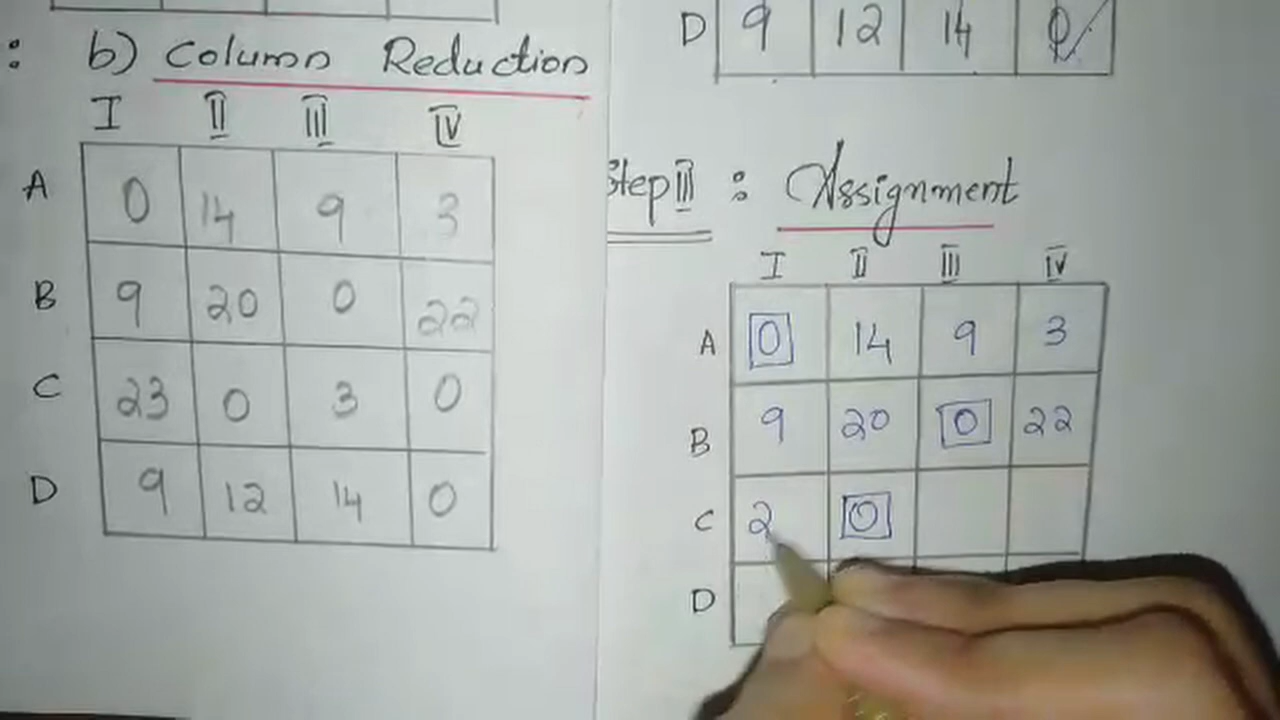 : b) Column Reduction
I II III IV
A 0 14 9 3
B 9 20 0 22
C 23 0 3 0
D 9 12 14 0
D 9 12 14 0
Step III : Assignment
I II III IV
A 0 14 9 3
B 9 20 0 22
C 2 0
D